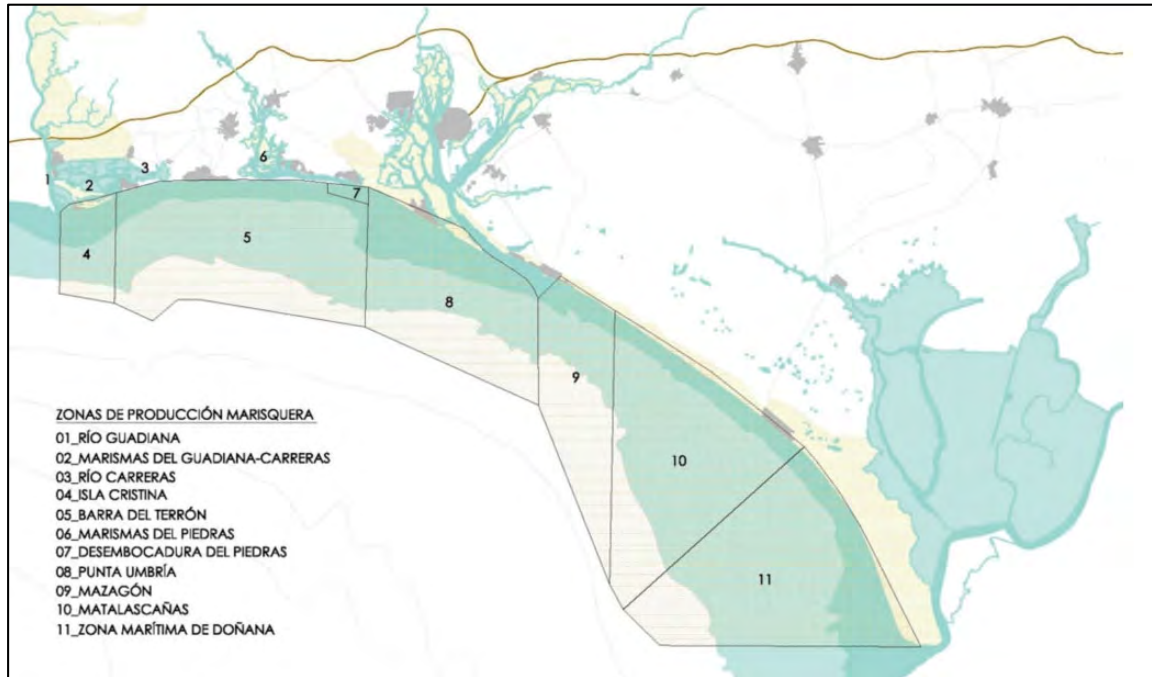 1
2
3
4
5
6
7
8
9
10
11
ZONAS DE PRODUCCIÓN MARISQUERA
01_RÍO GUADIANA
02_MARISMAS DEL GUADIANA-CARRERAS
03_RÍO CARRERAS
04_ISLA CRISTINA
05_BARRA DEL TERRÓN
06_MARISMAS DEL PIEDRAS
07_DESEMBOCADURA DEL PIEDRAS
08_PUNTA UMBRÍA
09_MAZAGÓN
10_MATALASCAÑAS
11_ZONA MARÍTIMA DE DOÑANA